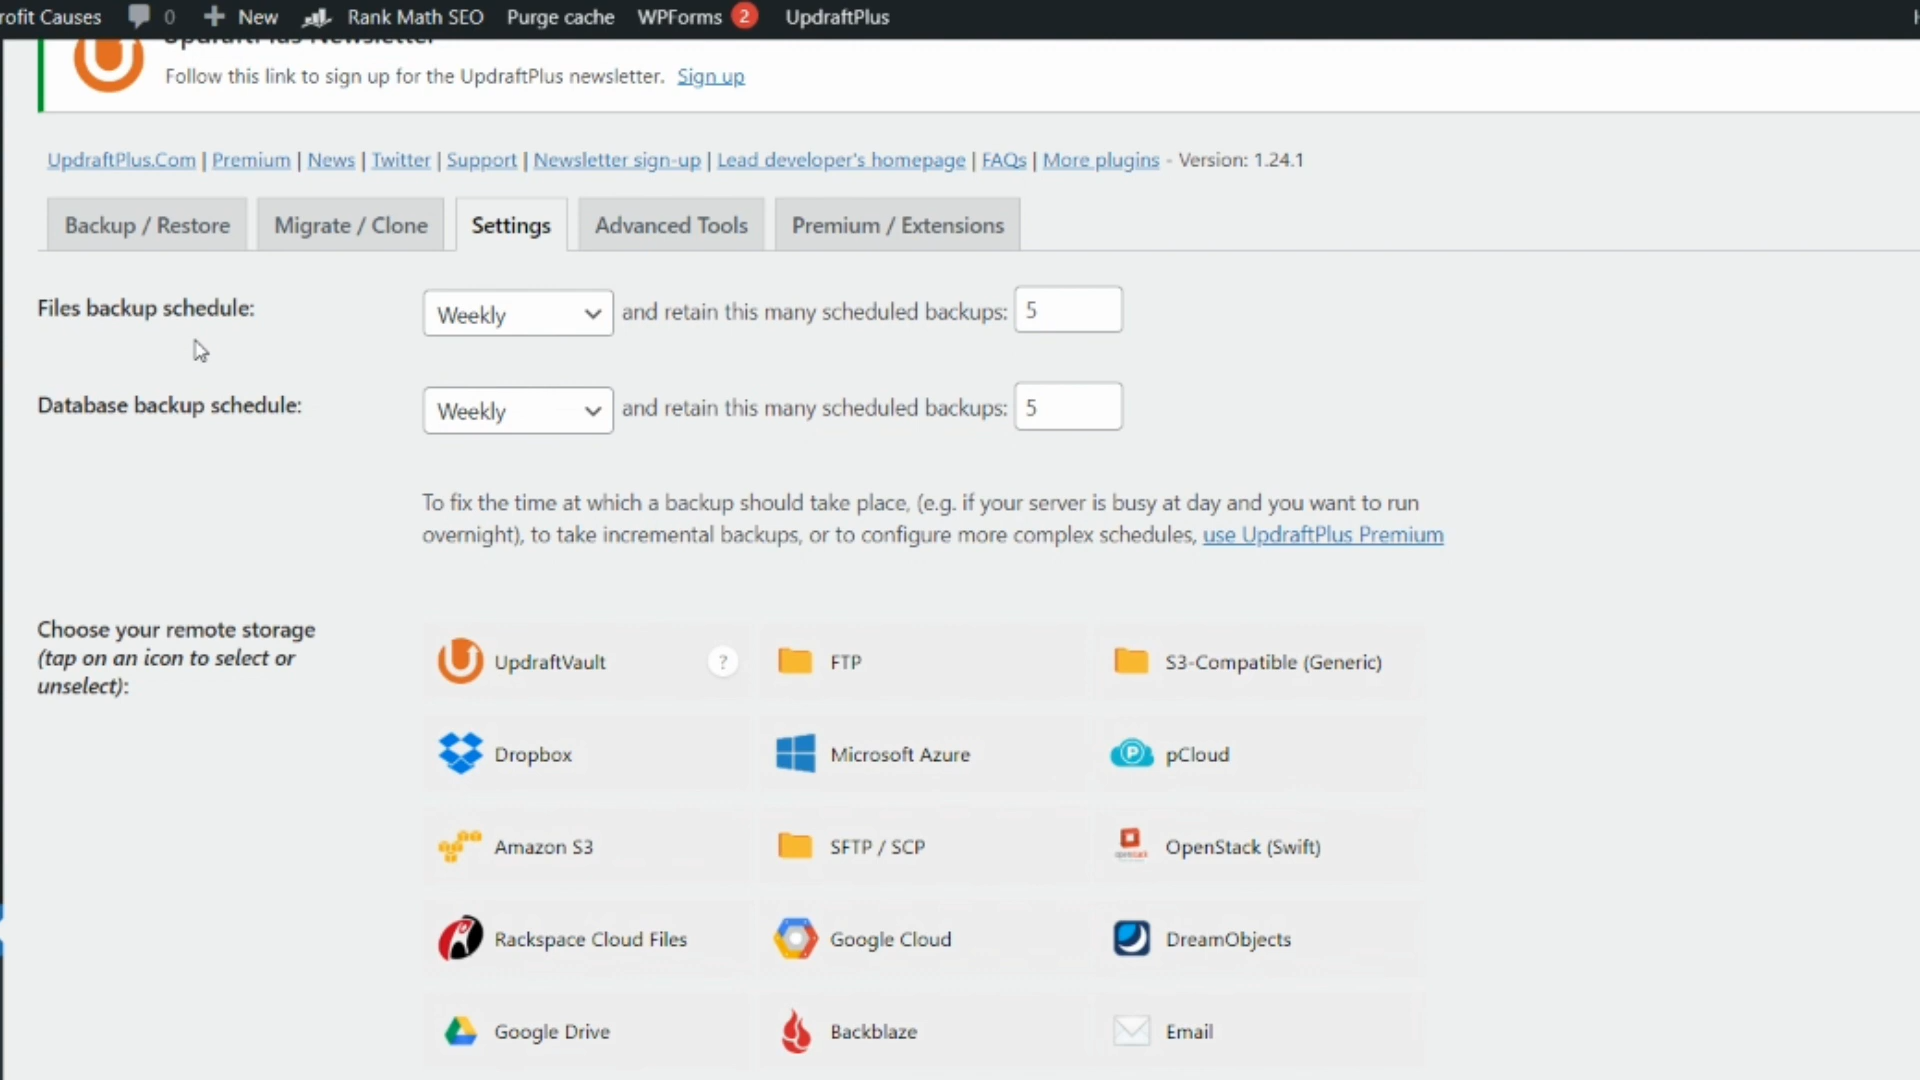 rofit Causes 0 New Rank Math SEO Purge cache WPForms 2 UpdraftPlus
UpdraftPlus Newsletter
Follow this link to sign up for the UpdraftPlus newsletter. Sign up
UpdraftPlus.Com | Premium | News | Twitter | Support | Newsletter sign-up | Lead developer's homepage | FAQs | More plugins - Version: 1.24.1
Backup / Restore Migrate / Clone Settings Advanced Tools Premium / Extensions
Files backup schedule: Weekly and retain this many scheduled backups: 5
Database backup schedule: Weekly and retain this many scheduled backups: 5
To fix the time at which a backup should take place, (e.g. if your server is busy at day and you want to run
overnight), to take incremental backups, or to configure more complex schedules, use UpdraftPlus Premium
Choose your remote storage
(tap on an icon to select or
unselect):
UpdraftVault ? FTP S3-Compatible (Generic)
Dropbox Microsoft Azure pCloud
Amazon S3 SFTP / SCP openstack OpenStack (Swift)
Rackspace Cloud Files Google Cloud DreamObjects
Google Drive Backblaze Email